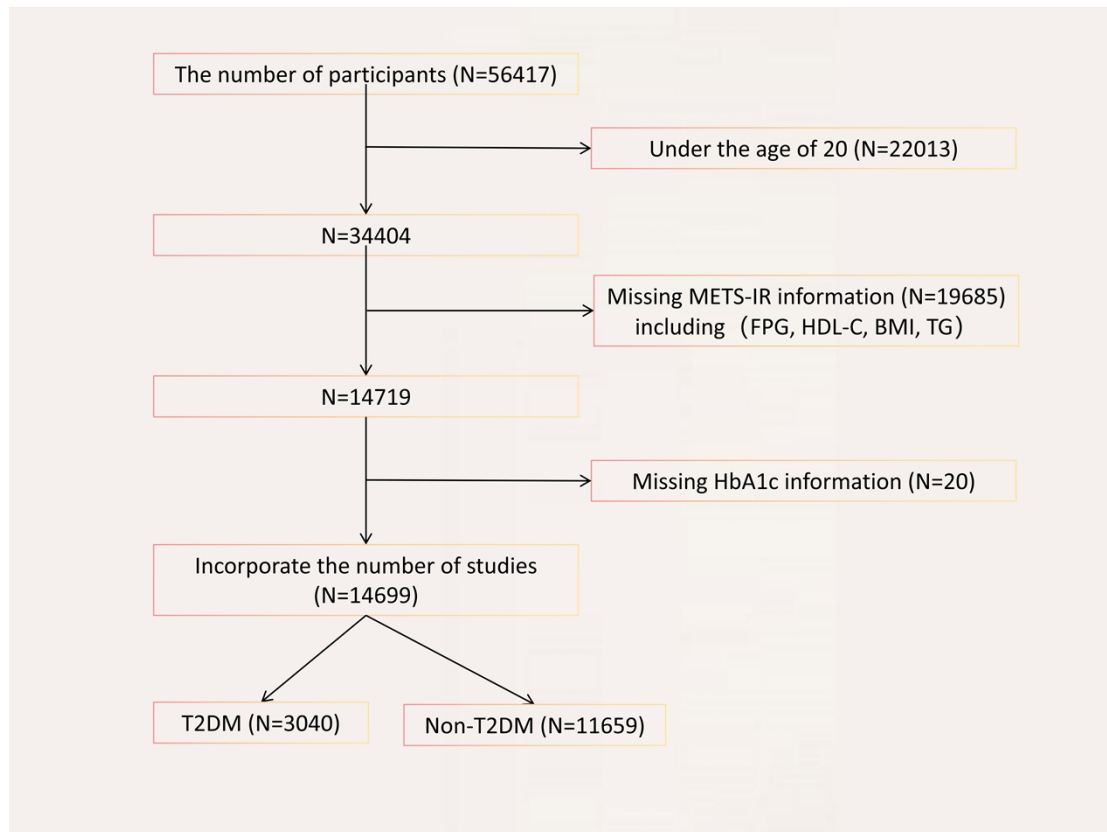 The number of participants (N=56417)
Under the age of 20 (N=22013)
N=34404
Missing METS-IR information (N=19685)
including（FPG, HDL-C, BMI, TG）
N=14719
Missing HbA1c information (N=20)
Incorporate the number of studies
(N=14699)
T2DM (N=3040)
Non-T2DM (N=11659)